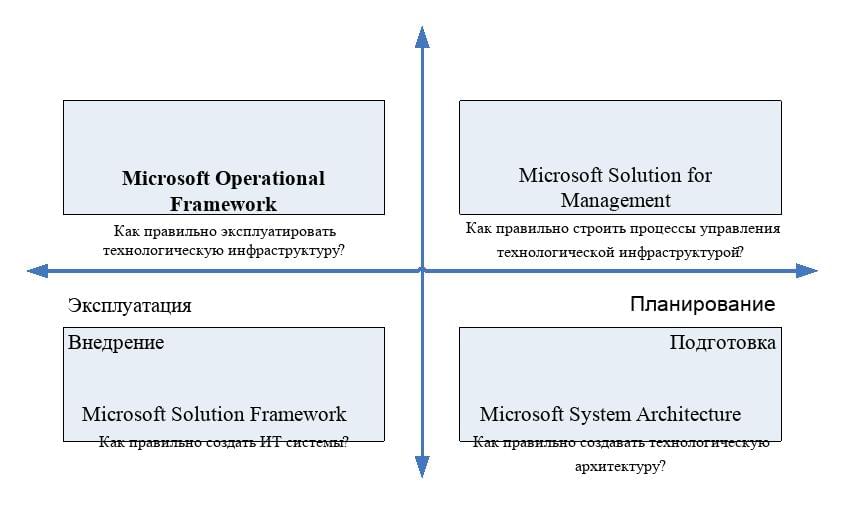 Microsoft Operational
Framework
Как правильно эксплуатировать
технологическую инфраструктуру?
Microsoft Solution for
Management
Как правильно строить процессы управления
технологической инфраструктурой?
Эксплуатация
Планирование
Внедрение
Microsoft Solution Framework
Как правильно создать ИТ системы?
Подготовка
Microsoft System Architecture
Как правильно создавать технологическую
архитектуру?